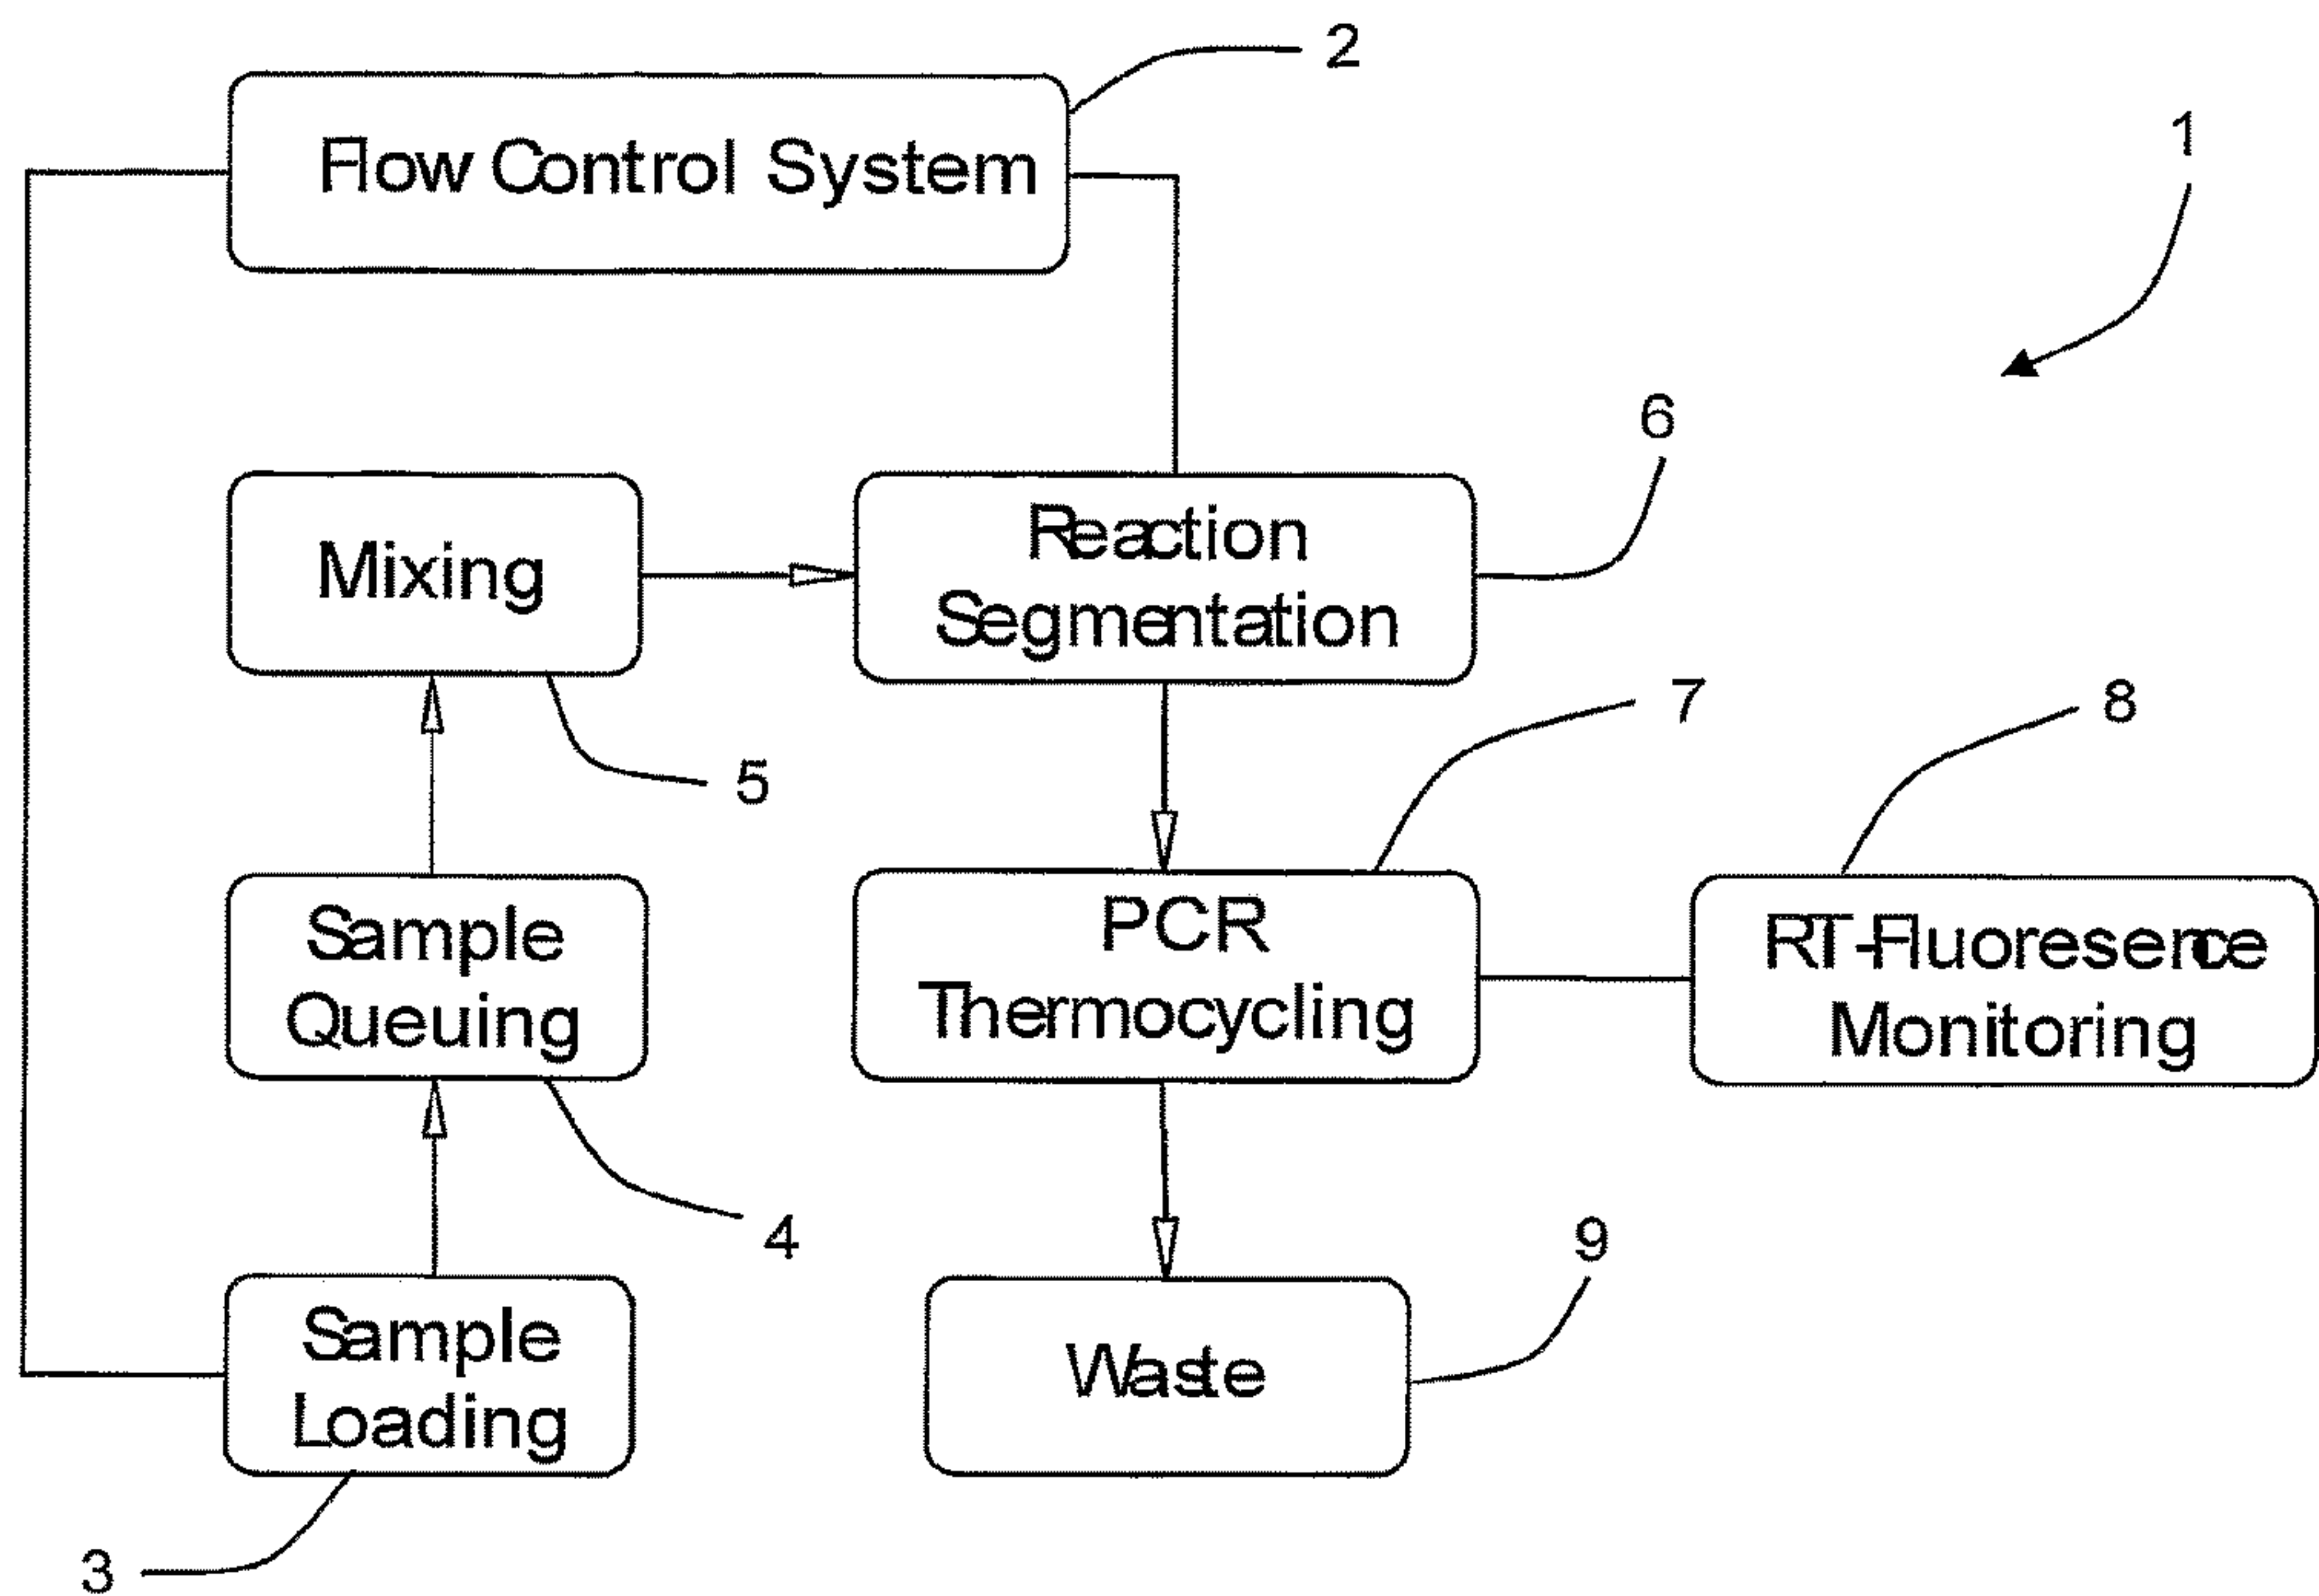 2
Flow Control System
1
6
Mixing
Reaction
Segmentation
7
8
5
Sample
Queuing
PCR
Thermocycling
RT-Fluoresence
Monitoring
4
9
Sample
Loading
Waste
3